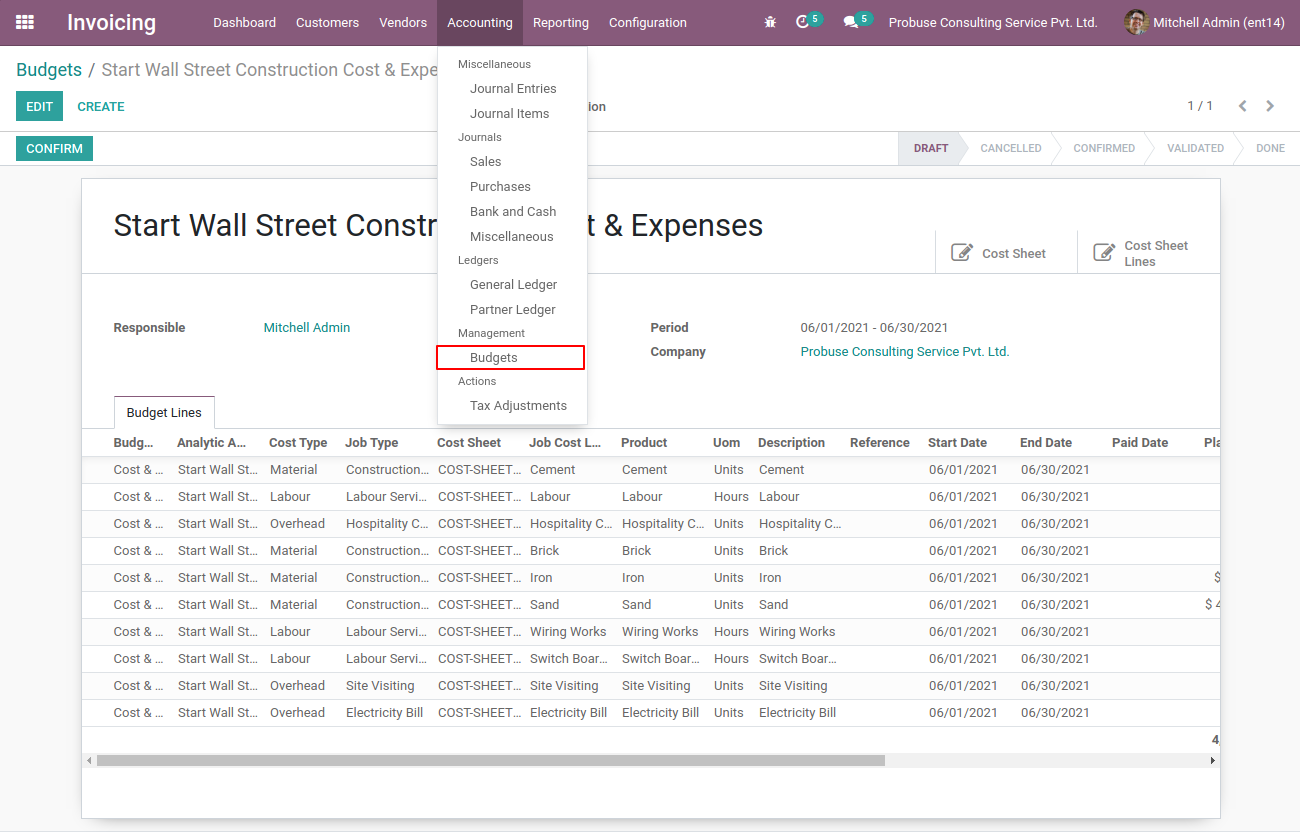 Invoicing Dashboard Customers Vendors Accounting Reporting Configuration 5 5 Probuse Consulting Service Pvt. Ltd. Mitchell Admin (ent14)
Budgets / Start Wall Street Construction Cost & Expe
EDIT CREATE ion 1 / 1
CONFIRM DRAFT CANCELLED CONFIRMED VALIDATED DONE
Miscellaneous
Journal Entries
Journal Items
Journals
Sales
Purchases
Bank and Cash
Miscellaneous
Ledgers
General Ledger
Partner Ledger
Management
Budgets
Actions
Tax Adjustments
Start Wall Street Constr t & Expenses
Cost Sheet
Cost Sheet
Lines
Responsible Mitchell Admin Period 06/01/2021 - 06/30/2021
Company Probuse Consulting Service Pvt. Ltd.
Budget Lines
Budg... Analytic A... Cost Type Job Type Cost Sheet Job Cost L... Product Uom Description Reference Start Date End Date Paid Date Pla
Cost & ... Start Wall St... Material Construction... COST-SHEET... Cement Cement Units Cement 06/01/2021 06/30/2021
Cost & ... Start Wall St... Labour Labour Servi... COST-SHEET... Labour Labour Hours Labour 06/01/2021 06/30/2021
Cost & ... Start Wall St... Overhead Hospitality C... COST-SHEET... Hospitality C... Hospitality C... Units Hospitality C... 06/01/2021 06/30/2021
Cost & ... Start Wall St... Material Construction... COST-SHEET... Brick Brick Units Brick 06/01/2021 06/30/2021
Cost & ... Start Wall St... Material Construction... COST-SHEET... Iron Iron Units Iron 06/01/2021 06/30/2021 $
Cost & ... Start Wall St... Material Construction... COST-SHEET... Sand Sand Units Sand 06/01/2021 06/30/2021 $ 4
Cost & ... Start Wall St... Labour Labour Servi... COST-SHEET... Wiring Works Wiring Works Hours Wiring Works 06/01/2021 06/30/2021
Cost & ... Start Wall St... Labour Labour Servi... COST-SHEET... Switch Boar... Switch Boar... Hours Switch Boar... 06/01/2021 06/30/2021
Cost & ... Start Wall St... Overhead Site Visiting COST-SHEET... Site Visiting Site Visiting Units Site Visiting 06/01/2021 06/30/2021
Cost & ... Start Wall St... Overhead Electricity Bill COST-SHEET... Electricity Bill Electricity Bill Units Electricity Bill 06/01/2021 06/30/2021
4,